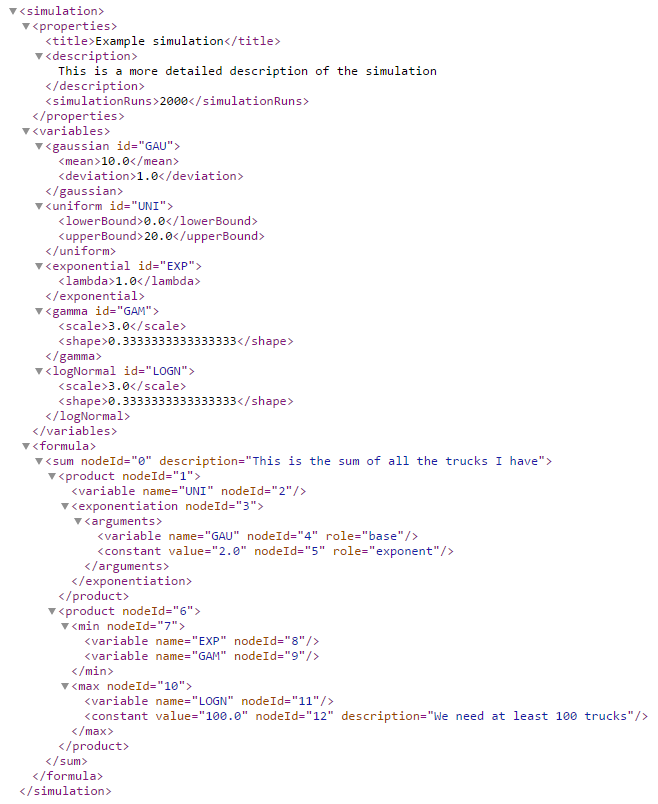 ▼<simulation>
▼<properties>
<title>Example simulation</title>
▼<description>
This is a more detailed description of the simulation
</description>
<simulationRuns>2000</simulationRuns>
</properties>
▼<variables>
▼<gaussian id="GAU">
<mean>10.0</mean>
<deviation>1.0</deviation>
</gaussian>
▼<uniform id="UNI">
<lowerBound>0.0</lowerBound>
<upperBound>20.0</upperBound>
</uniform>
▼<exponential id="EXP">
<lambda>1.0</lambda>
</exponential>
▼<gamma id="GAM">
<scale>3.0</scale>
<shape>0.3333333333333333</shape>
</gamma>
▼<logNormal id="LOGN">
<scale>3.0</scale>
<shape>0.3333333333333333</shape>
</logNormal>
</variables>
▼<formula>
▼<sum nodeId="0" description="This is the sum of all the trucks I have">
▼<product nodeId="1">
<variable name="UNI" nodeId="2"/>
▼<exponentiation nodeId="3">
▼<arguments>
<variable name="GAU" nodeId="4" role="base"/>
<constant value="2.0" nodeId="5" role="exponent"/>
</arguments>
</exponentiation>
</product>
▼<product nodeId="6">
▼<min nodeId="7">
<variable name="EXP" nodeId="8"/>
<variable name="GAM" nodeId="9"/>
</min>
▼<max nodeId="10">
<variable name="LOGN" nodeId="11"/>
<constant value="100.0" nodeId="12" description="We need at least 100 trucks"/>
</max>
</product>
</sum>
</formula>
</simulation>